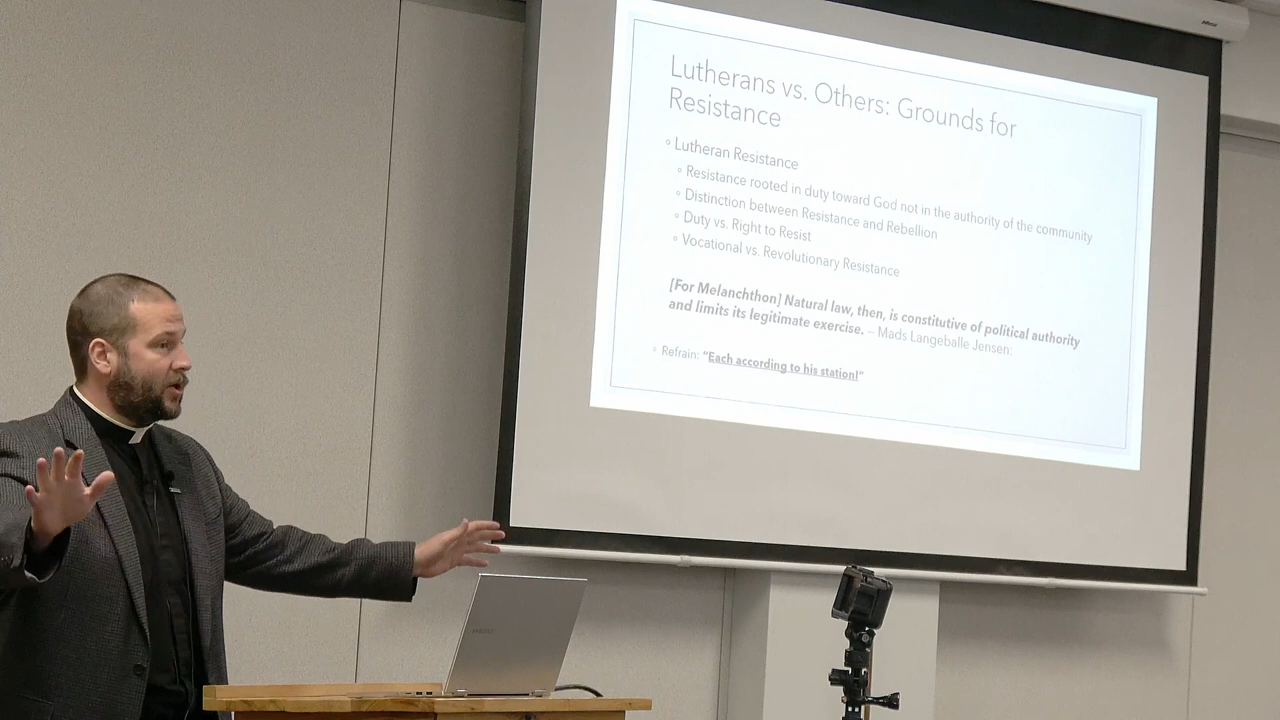 Lutherans vs. Others: Grounds for
Resistance
Lutheran Resistance
Resistance rooted in duty toward God not in the authority of the community
Distinction between Resistance and Rebellion
Duty vs. Right to Resist
Vocational vs. Revolutionary Resistance
[For Melanchthon] Natural law, then, is constitutive of political authority
and limits its legitimate exercise. – Mads Langeballe Jensen:
Refrain: “Each according to his station!”